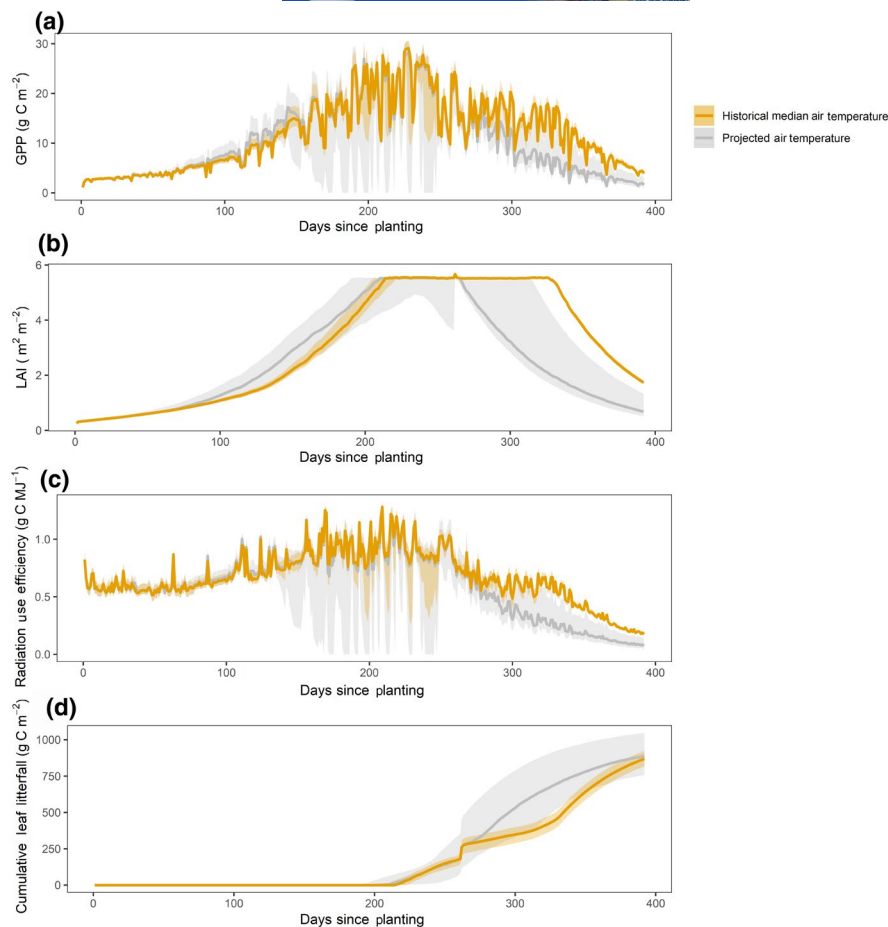 (a)
30
20
10
0
GPP (g C m⁻²)
0 100 200 300 400
Days since planting
Historical median air temperature
Projected air temperature
(b)
6
4
2
0
LAI ( m² m⁻²)
0 100 200 300 400
Days since planting
(c)
1.0
0.5
0.0
Radiation use efficiency (g C MJ⁻¹)
0 100 200 300 400
Days since planting
(d)
1000
750
500
250
0
Cumulative leaf litterfall (g C m⁻²)
0 100 200 300 400
Days since planting